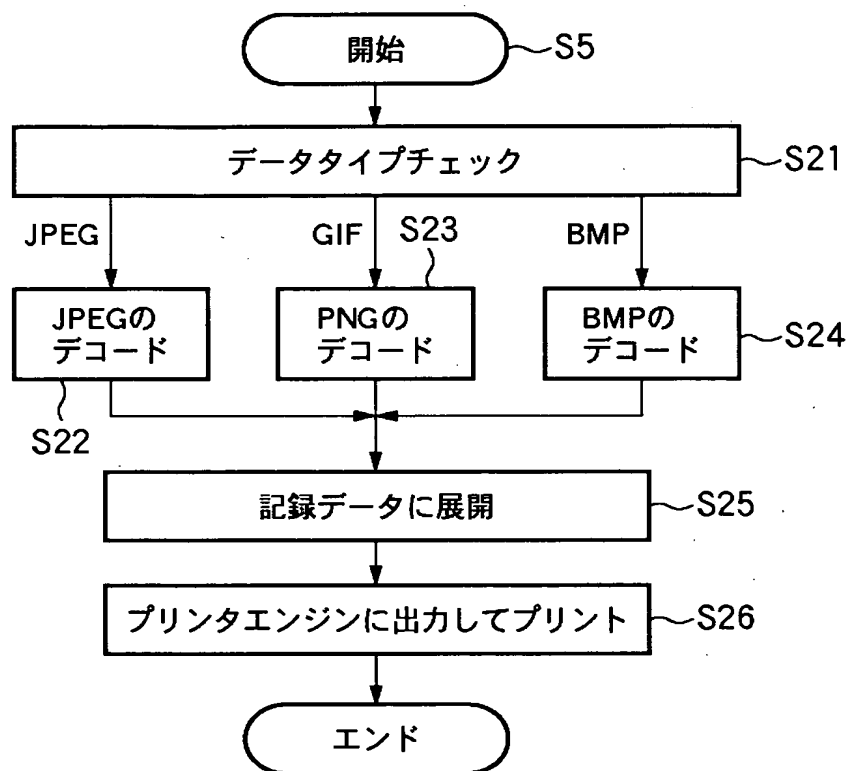 開始
S5
データタイプチェック
S21
JPEG
GIF
S23
BMP
JPEGの
デコード
PNGの
デコード
BMPの
デコード
S24
S22
記録データに展開
S25
プリンタエンジンに出力してプリント
S26
エンド